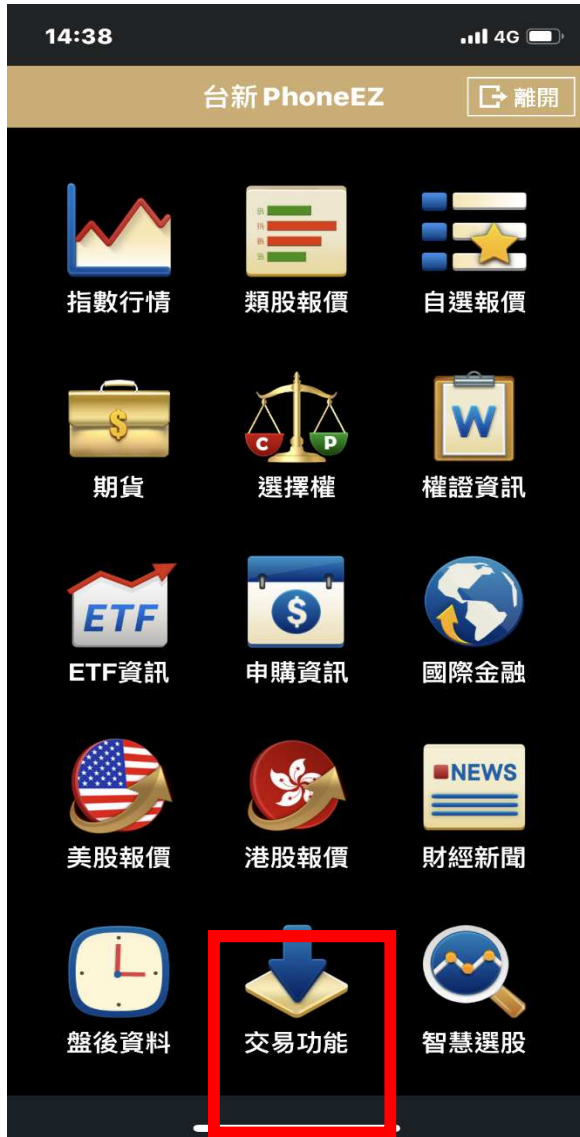 14:38 4G
台新 PhoneEZ 離開
指數行情 類股報價 自選報價
$ C P W
期貨 選擇權 權證資訊
ETF $
ETF資訊 申購資訊 國際金融
NEWS
美股報價 港股報價 財經新聞
盤後資料 交易功能 智慧選股